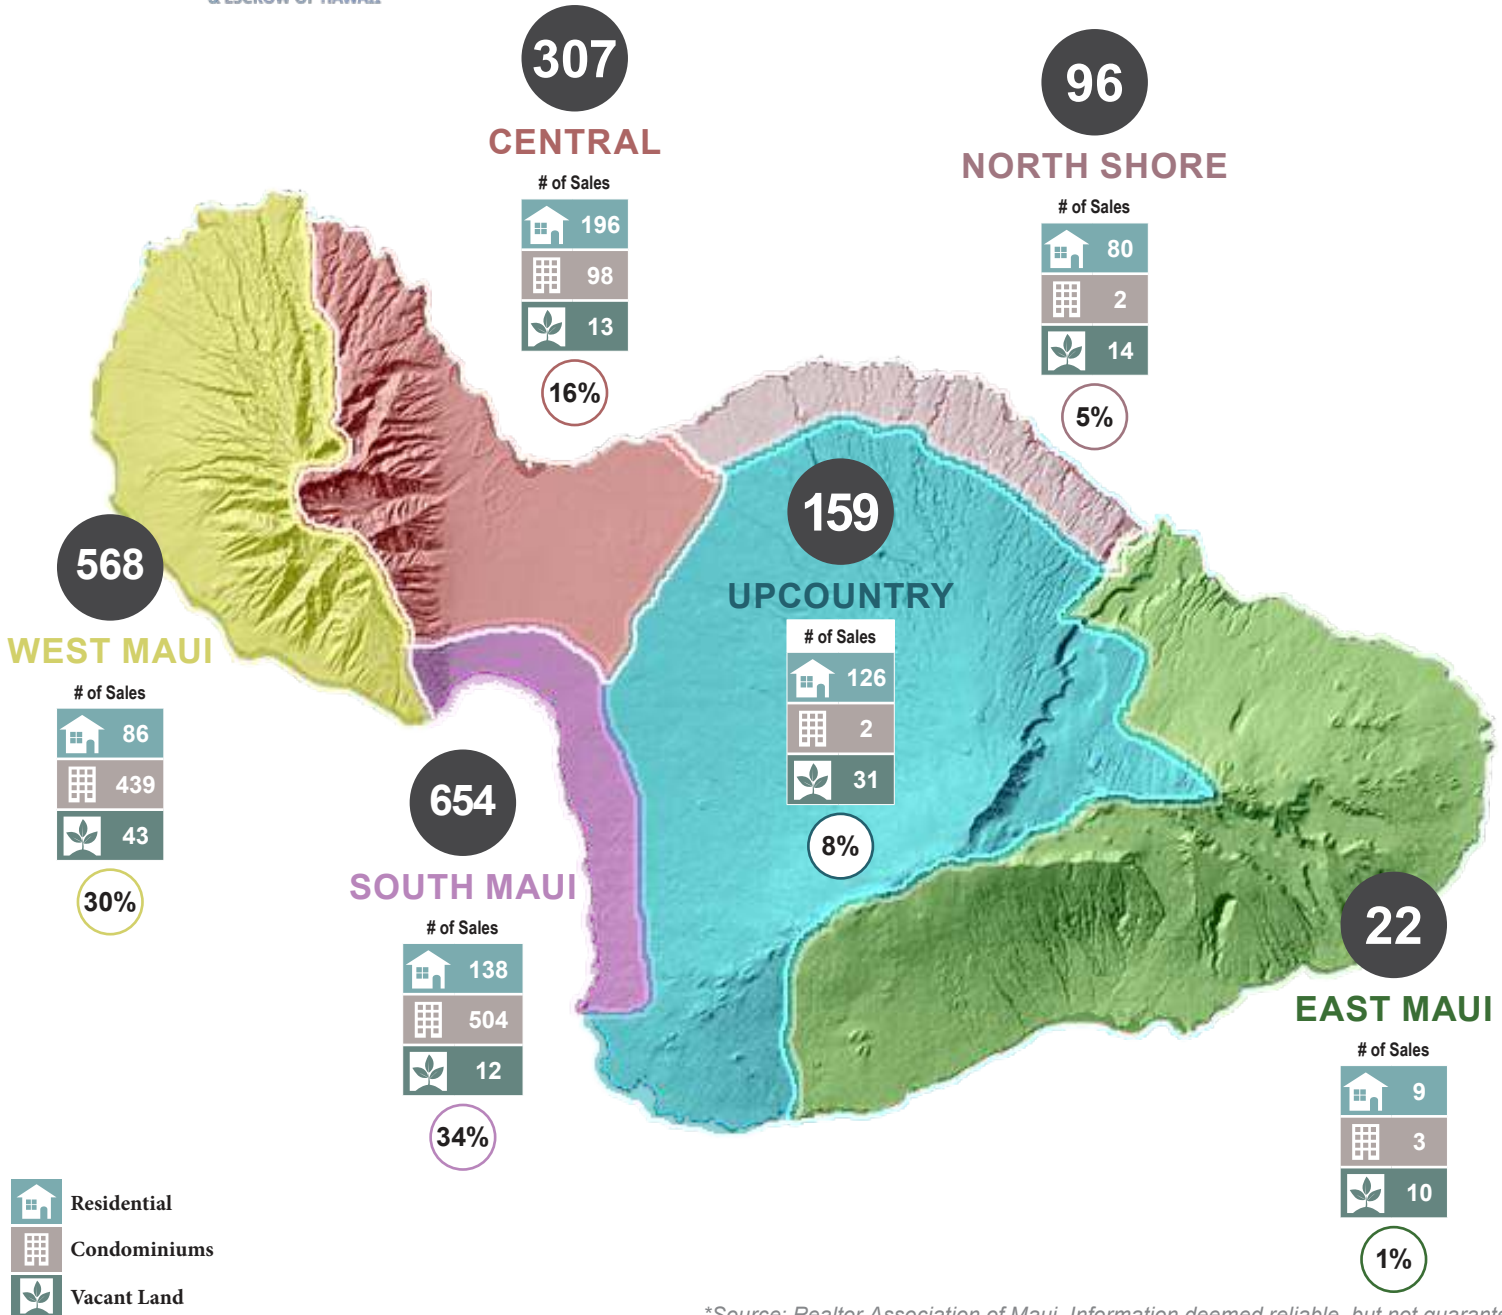 & ESCROW OF HAWAII
307
CENTRAL
# of Sales
196
98
13
16%
96
NORTH SHORE
# of Sales
80
2
14
5%
159
UPCOUNTRY
# of Sales
126
2
31
8%
568
WEST MAUI
# of Sales
86
439
43
30%
654
SOUTH MAUI
# of Sales
138
504
12
34%
22
EAST MAUI
# of Sales
9
3
10
1%
Residential
Condominiums
Vacant Land
*Source: Realtor Association of Maui. Information deemed reliable, but not